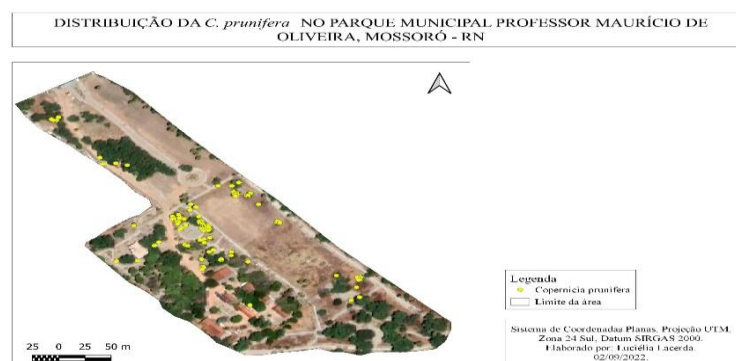 DISTRIBUIÇÃO DA C. prunifera NO PARQUE MUNICIPAL PROFESSOR MAURÍCIO DE
OLIVEIRA, MOSSORÓ - RN
Legenda
Copernicia prunifera
Limite da área
25 0 25 50 m
Sistema de Coordenadas Planas, Projeção UTM,
Zona 24 Sul, Datum SIRGAS 2000.
Elaborado por: Luciélia Lacerda.
02/09/2022.